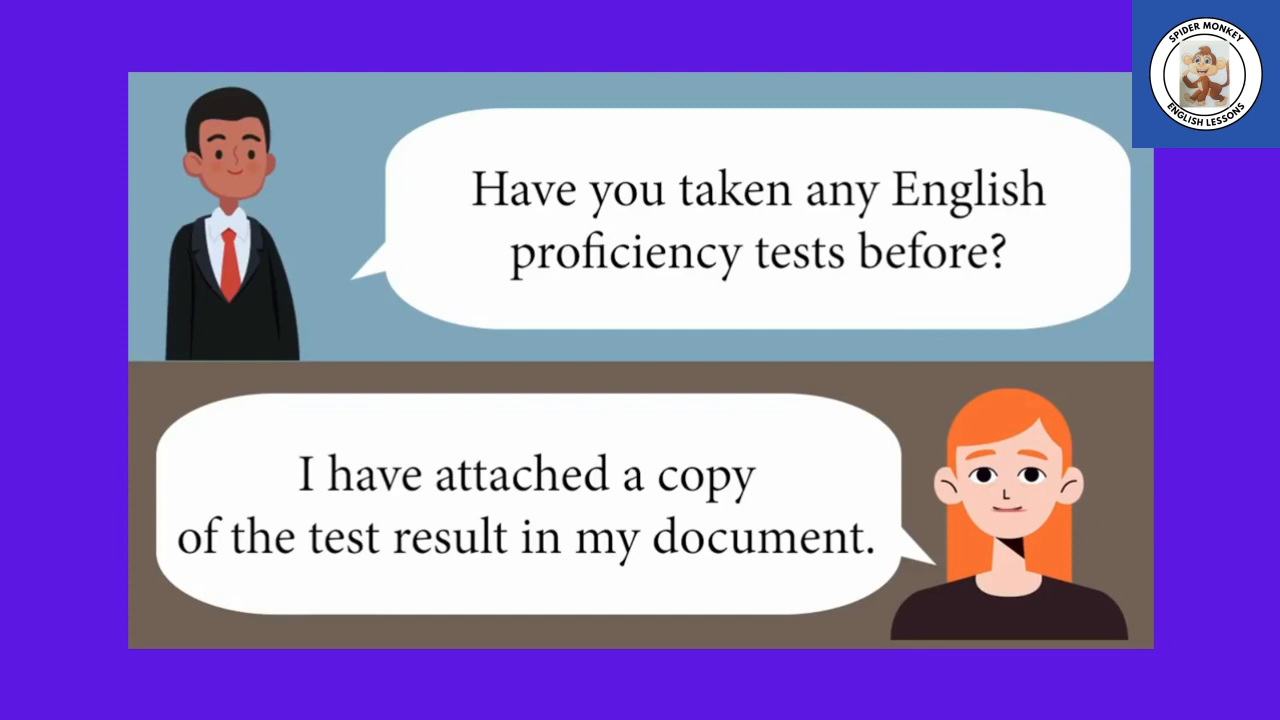 SPIDER MONKEY
ENGLISH LESSONS
Have you taken any English
proficiency tests before?
I have attached a copy
of the test result in my document.